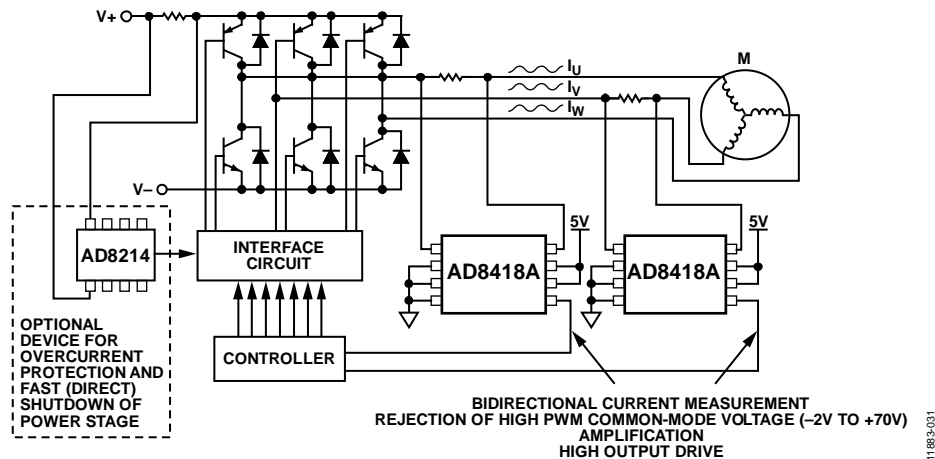 V+
I_U
I_V
I_W
M
V–
5V
5V
AD8214
INTERFACE
CIRCUIT
AD8418A
AD8418A
OPTIONAL
DEVICE FOR
OVERCURRENT
PROTECTION AND
FAST (DIRECT)
SHUTDOWN OF
POWER STAGE
CONTROLLER
BIDIRECTIONAL CURRENT MEASUREMENT
REJECTION OF HIGH PWM COMMON-MODE VOLTAGE (–2V TO +70V)
AMPLIFICATION
HIGH OUTPUT DRIVE
11883-031